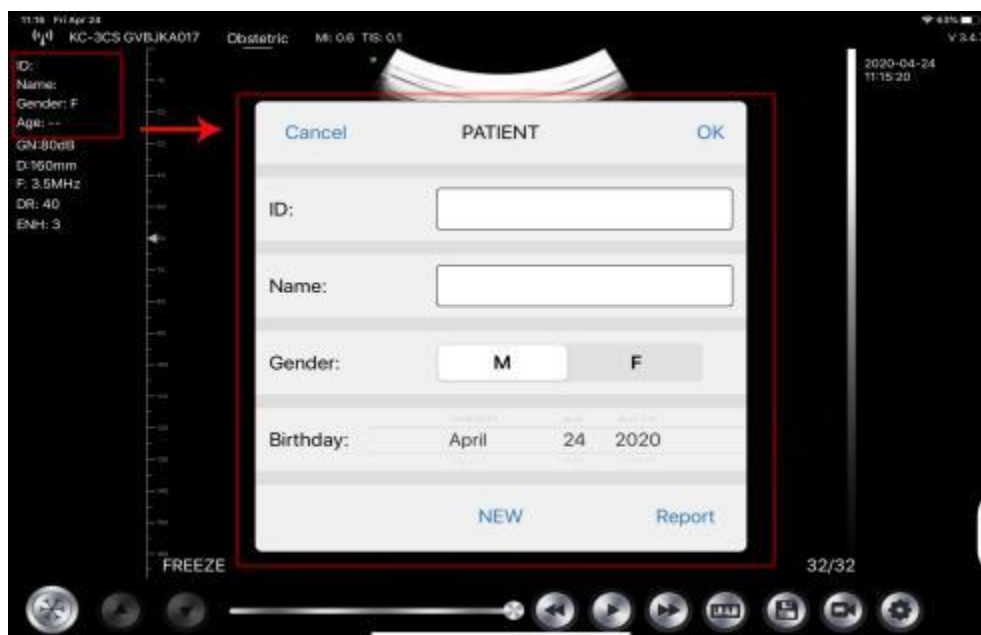 11:16 Fri Apr 24
63%
KC-3CS GVBJKA017 Obstetric MI: 0.6 TIS: 0.1
ID:
Name:
Gender: F
Age: --
GN:80dB
D:160mm
F: 3.5MHz
DR: 40
ENH: 3
2020-04-24
11:15:20
Cancel PATIENT OK
ID:
Name:
Gender: M F
Birthday: April 24 2020
NEW Report
FREEZE 32/32